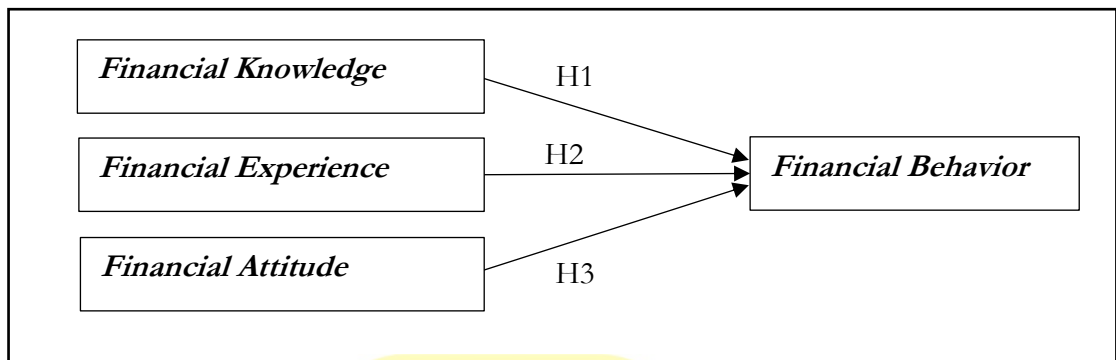 Financial Knowledge
H1
Financial Experience
H2
Financial Behavior
Financial Attitude
H3